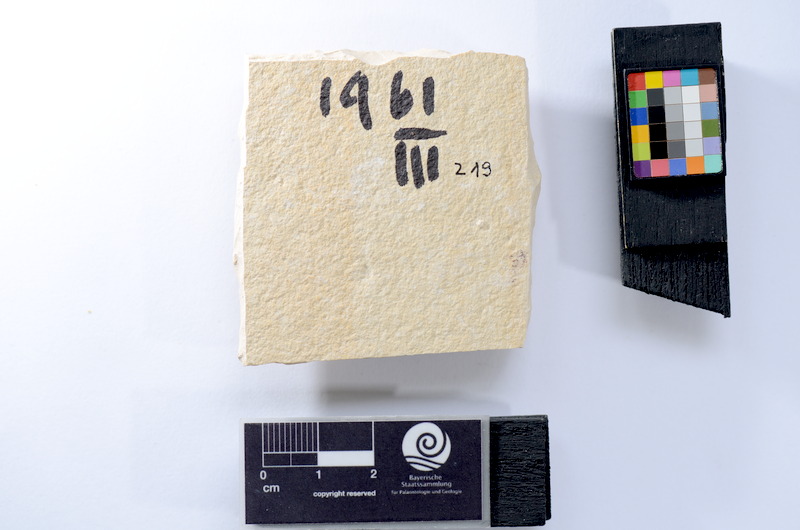 1961
III 219
0 1 2
cm
copyright reserved
Bayerische
Staatssammlung
für Paläontologie und Geologie